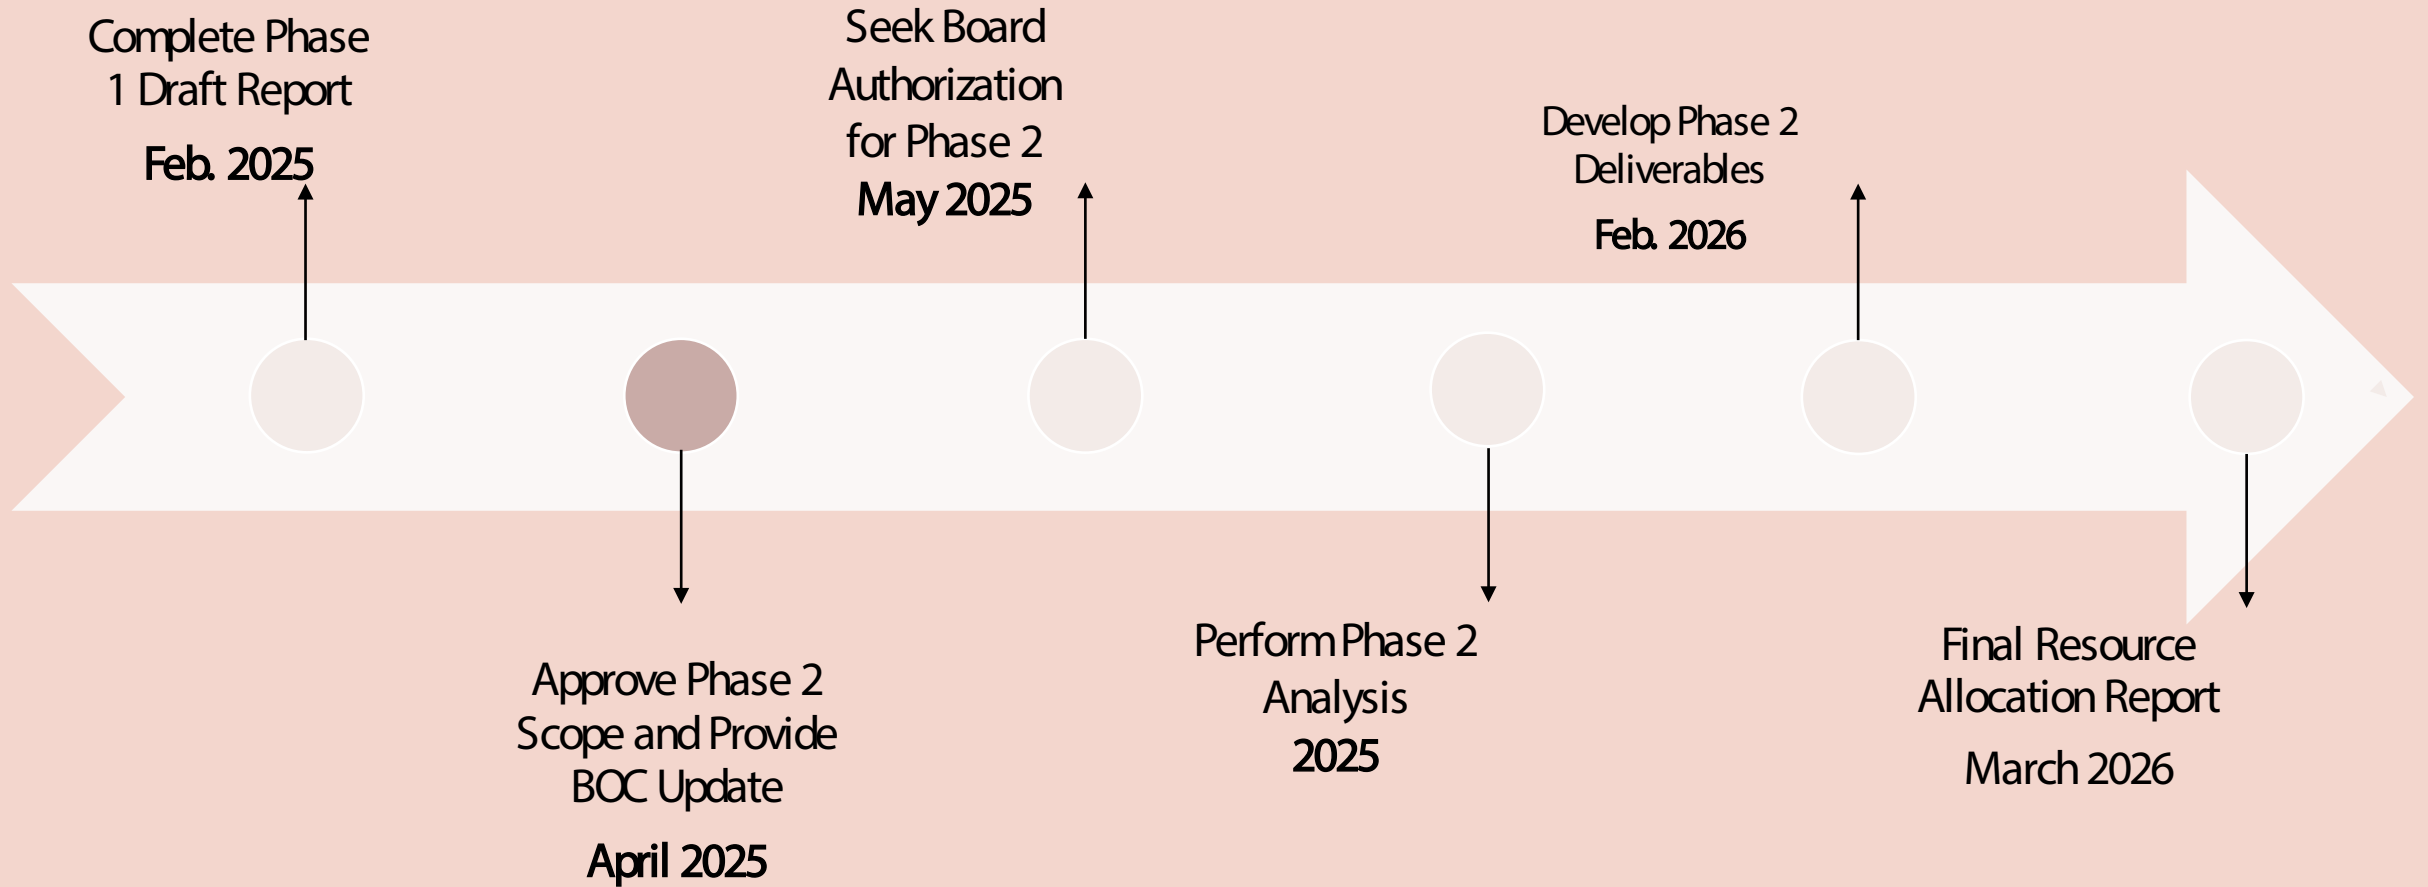 Complete Phase
1 Draft Report
Feb. 2025
Approve Phase 2
Scope and Provide
BOC Update
April 2025
Seek Board
Authorization
for Phase 2
May 2025
Perform Phase 2
Analysis
2025
Develop Phase 2
Deliverables
Feb. 2026
Final Resource
Allocation Report
March 2026